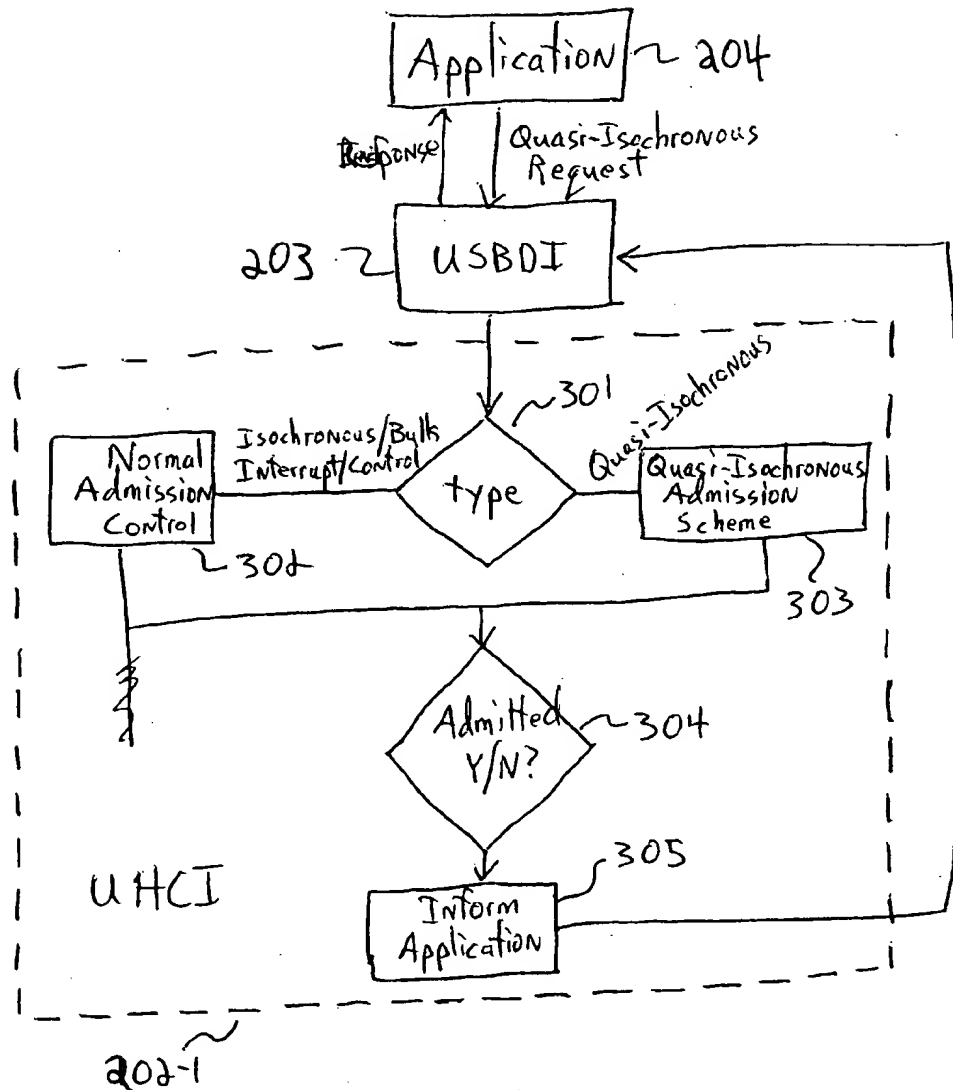 Application
204
Response
Quasi-Isochronous
Request
203
USBDI
301
Isochronous/Bulk
Interrupt/Control
Quasi-Isochronous
Normal
Admission
Control
type
Quasi-Isochronous
Admission
Scheme
302
303
Admitted
Y/N?
304
305
UHCI
Inform
Application
202-1